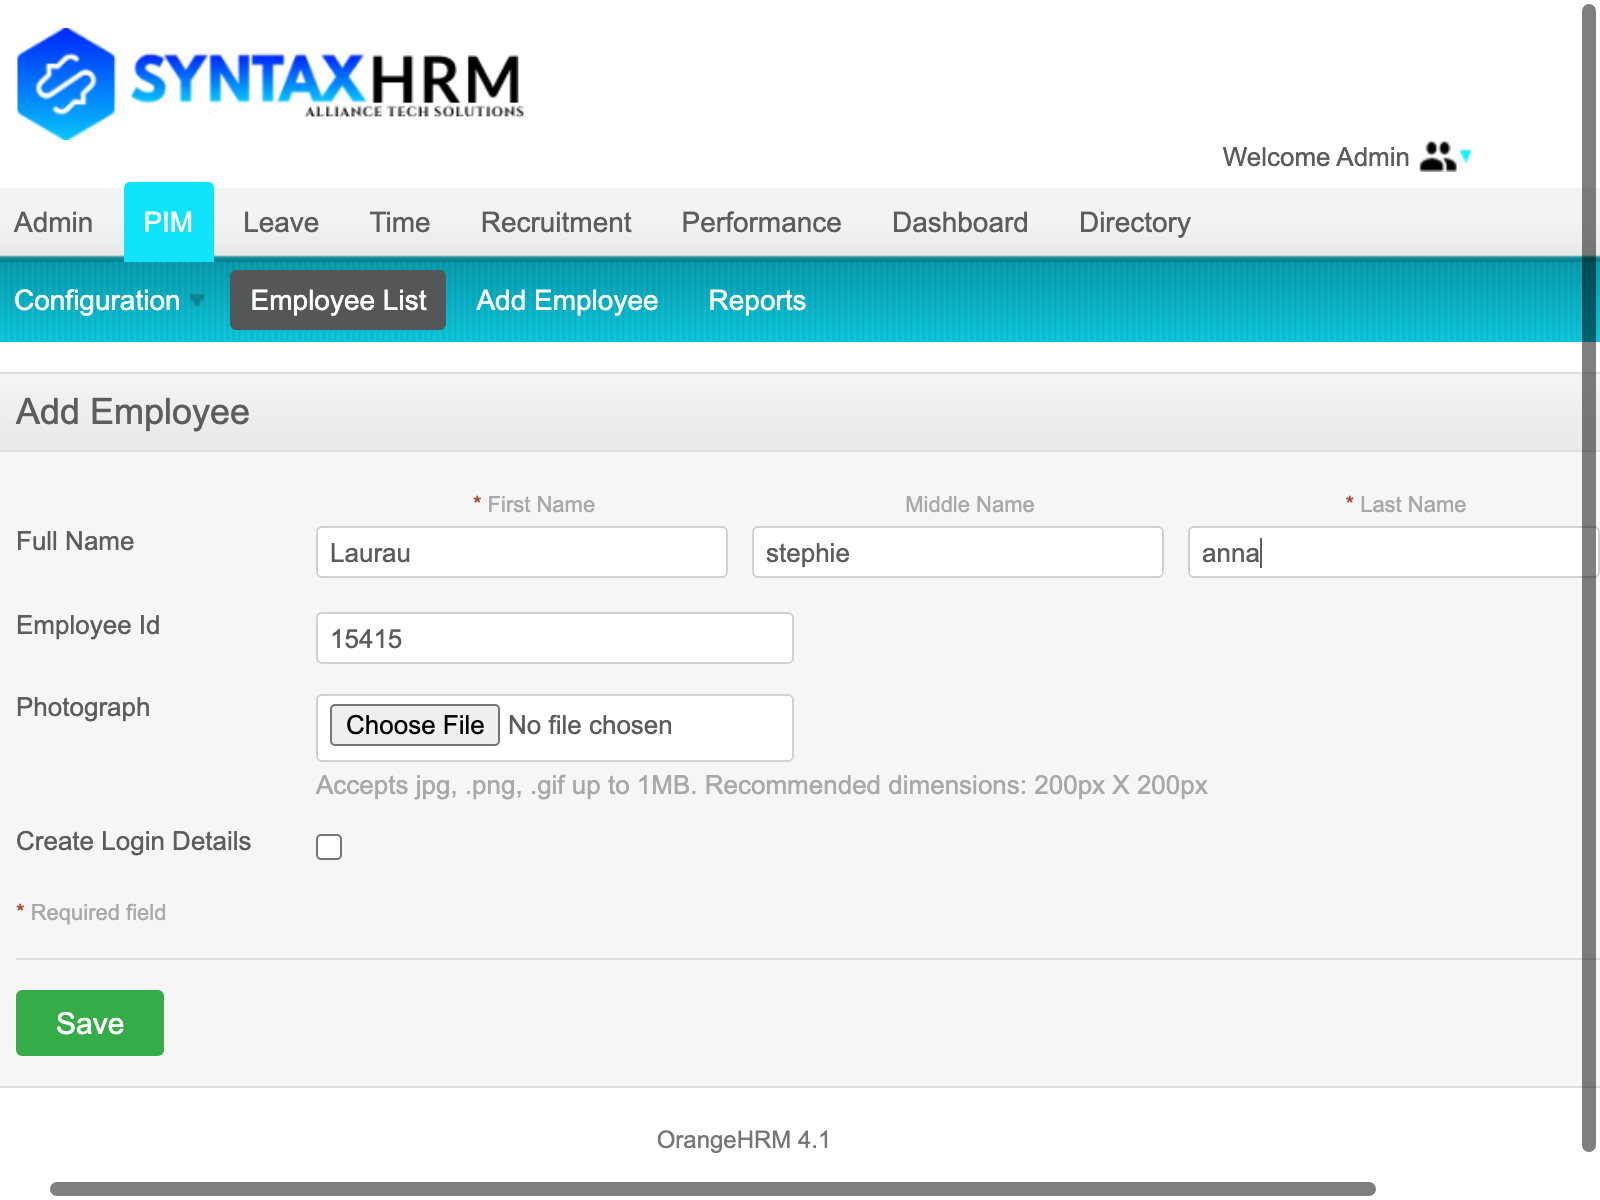 SYNTAXHRM
ALLIANCE TECH SOLUTIONS
Welcome Admin
Admin PIM Leave Time Recruitment Performance Dashboard Directory
Configuration Employee List Add Employee Reports
Add Employee
* First Name Middle Name * Last Name
Full Name Laurau stephie anna
Employee Id 15415
Photograph Choose File No file chosen
Accepts jpg, .png, .gif up to 1MB. Recommended dimensions: 200px X 200px
Create Login Details
* Required field
Save
OrangeHRM 4.1